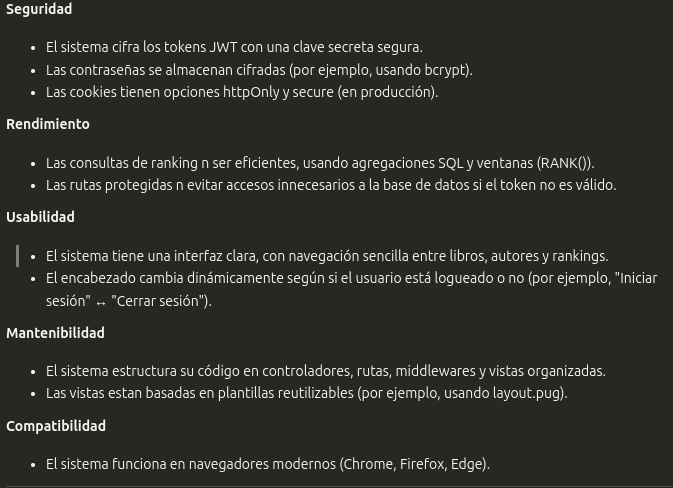 Seguridad
• El sistema cifra los tokens JWT con una clave secreta segura.
• Las contraseñas se almacenan cifradas (por ejemplo, usando bcrypt).
• Las cookies tienen opciones httpOnly y secure (en producción).
Rendimiento
• Las consultas de ranking n ser eficientes, usando agregaciones SQL y ventanas (RANK()).
• Las rutas protegidas n evitar accesos innecesarios a la base de datos si el token no es válido.
Usabilidad
• El sistema tiene una interfaz clara, con navegación sencilla entre libros, autores y rankings.
• El encabezado cambia dinámicamente según si el usuario está logueado o no (por ejemplo, "Iniciar
sesión" ↔ "Cerrar sesión").
Mantenibilidad
• El sistema estructura su código en controladores, rutas, middlewares y vistas organizadas.
• Las vistas estan basadas en plantillas reutilizables (por ejemplo, usando layout.pug).
Compatibilidad
• El sistema funciona en navegadores modernos (Chrome, Firefox, Edge).